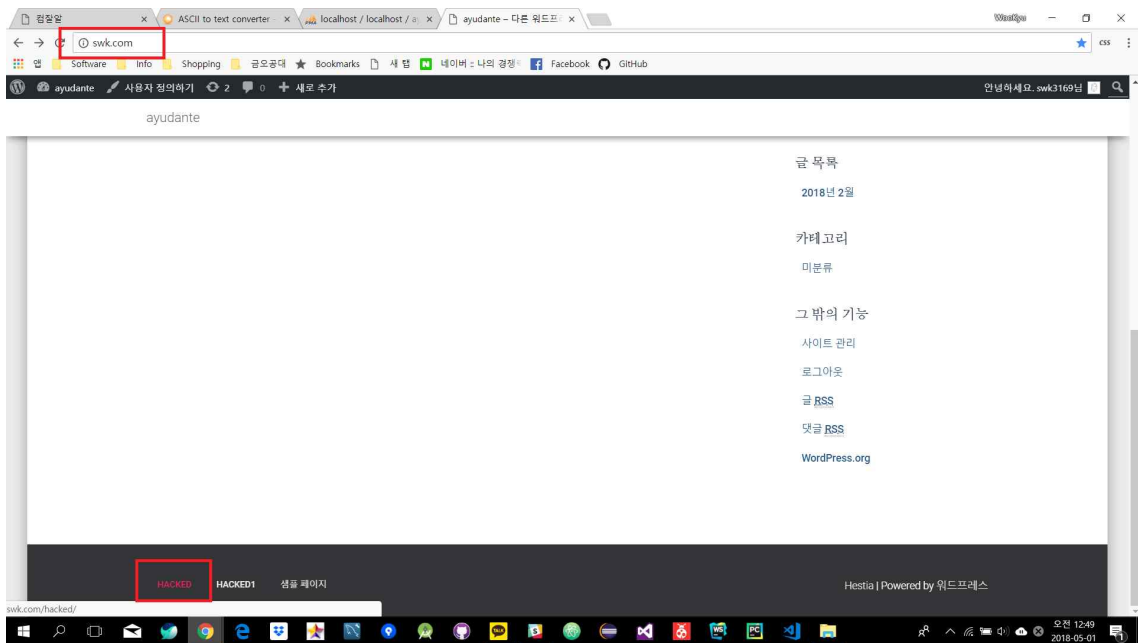 컴잘알
ASCII to text converter
localhost / localhost / a
ayudante – 다른 워드프
WooKyu
swk.com
css
앱 Software Info Shopping 금오공대 Bookmarks 새 탭 네이버 :: 나의 경쟁 Facebook GitHub
ayudante 사용자 정의하기 2 0 새로 추가
안녕하세요. swk3169님
ayudante
글 목록
2018년 2월
카테고리
미분류
그 밖의 기능
사이트 관리
로그아웃
글 RSS
댓글 RSS
WordPress.org
HACKED HACKED1 샘플 페이지
Hestia | Powered by 워드프레스
swk.com/hacked/
오전 12:49
2018-05-01